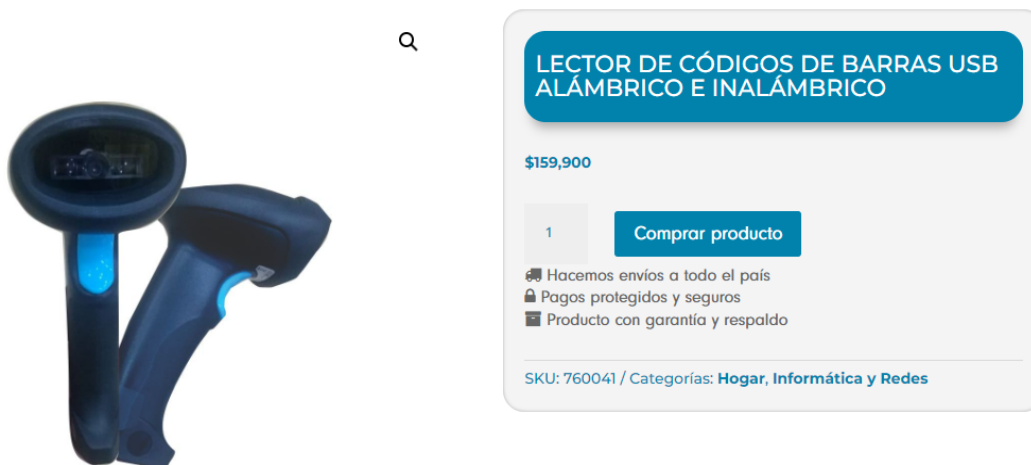 LECTOR DE CÓDIGOS DE BARRAS USB
ALÁMBRICO E INALÁMBRICO
$159,900
1
Comprar producto
Hacemos envíos a todo el país
Pagos protegidos y seguros
Producto con garantía y respaldo
SKU: 760041 / Categorías: Hogar, Informática y Redes